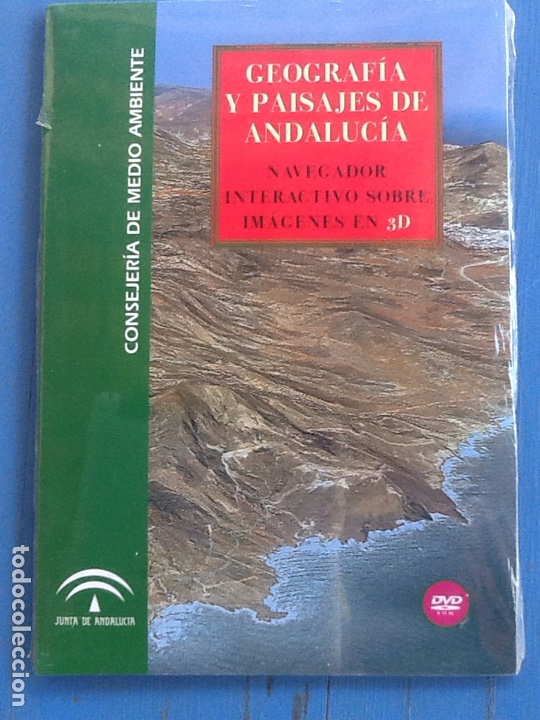 GEOGRAFÍA
Y PAISAJES DE
ANDALUCÍA
NAVEGADOR
INTERACTIVO SOBRE
IMÁGENES EN 3D
CONSEJERÍA DE MEDIO AMBIENTE
JUNTA DE ANDALUCIA
DVD
ROM
todocoleccion